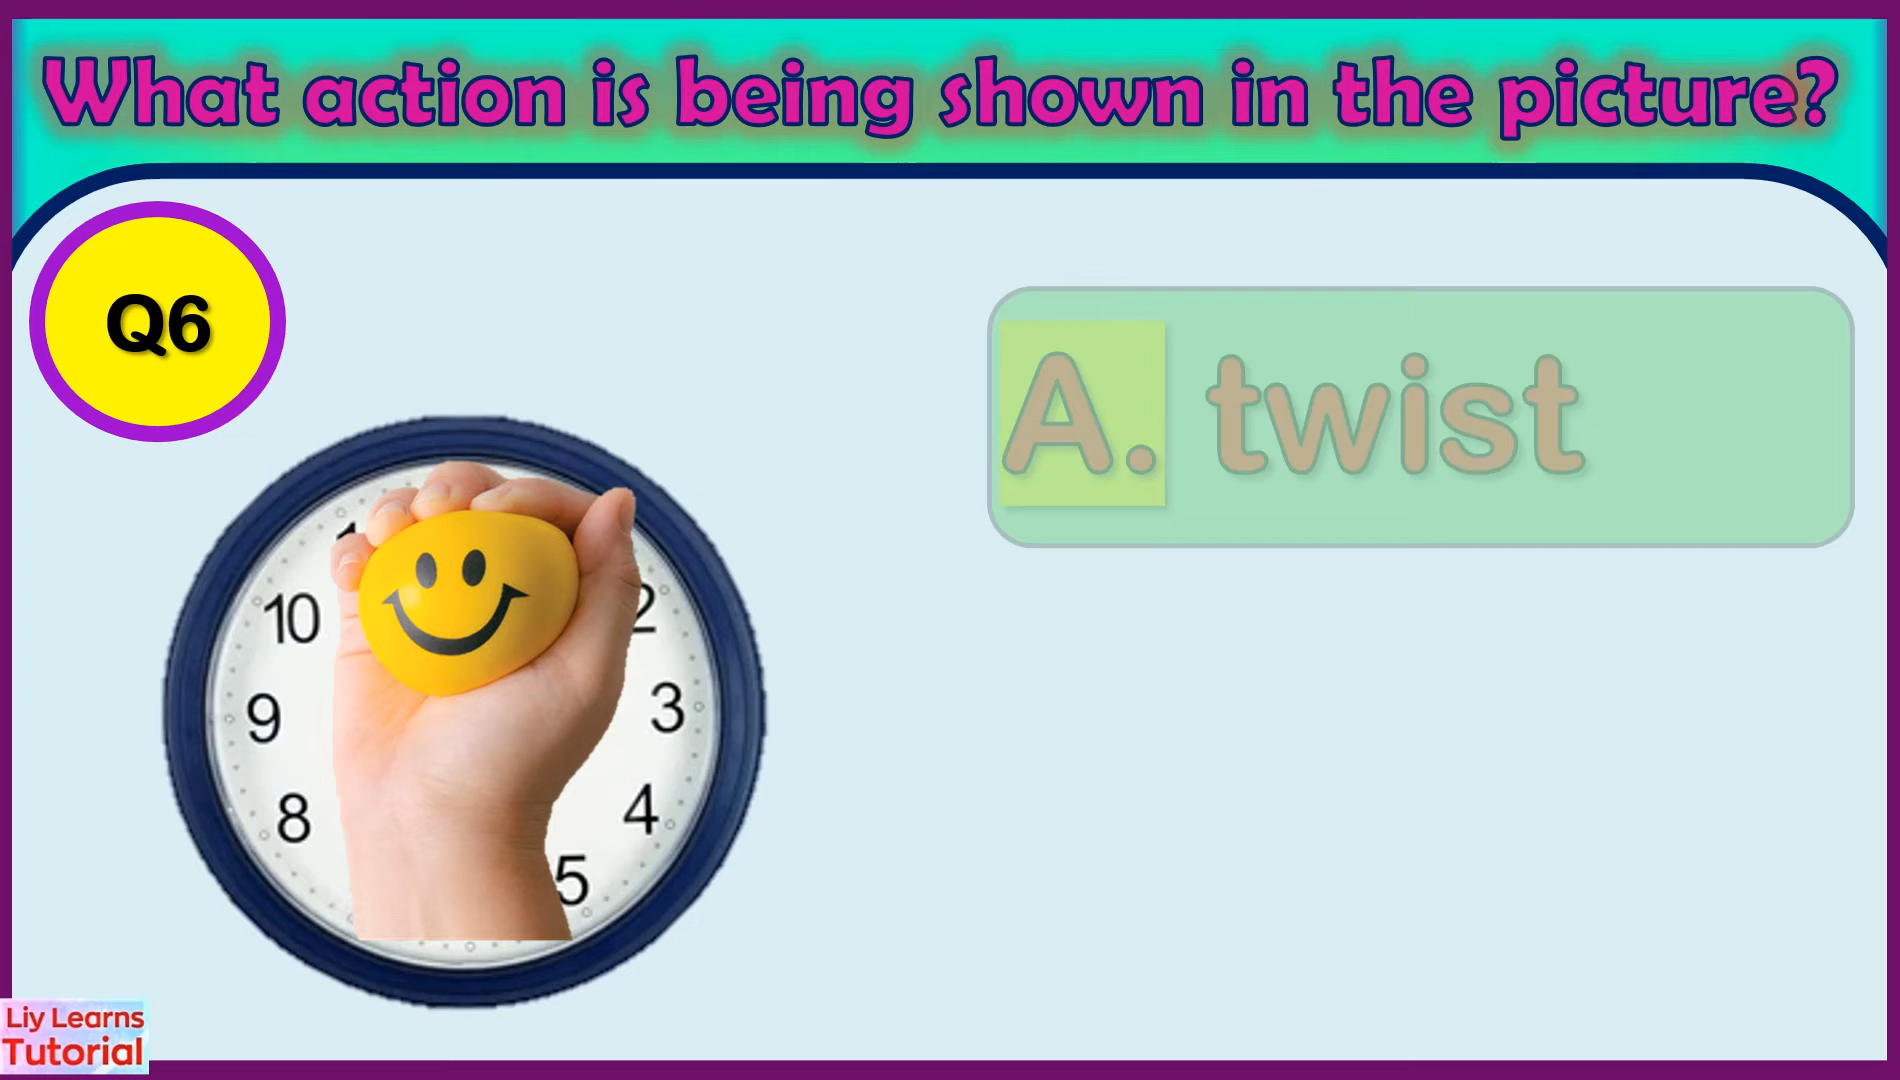 What action is being shown in the picture?
Q6
A. twist
10
2
9
3
8
4
5
Liy Learns
Tutorial